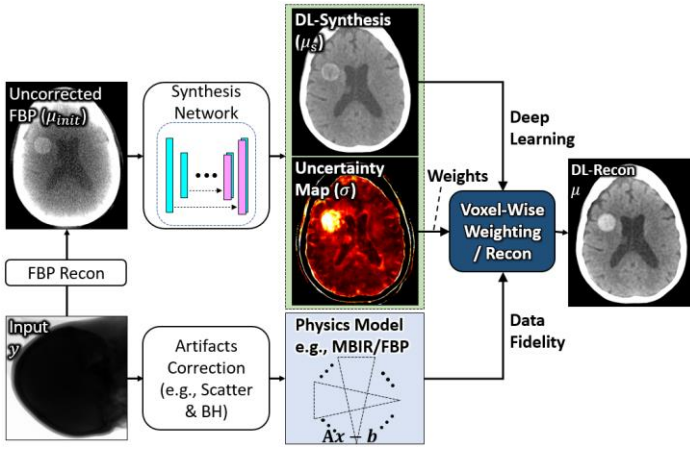 DL-Synthesis
(μₛ)
Uncorrected
FBP (μᵢₙᵢₜ)
Synthesis
Network
Deep
Learning
Uncertainty
Map (σ)
Weights
DL-Recon
μ
Voxel-Wise
Weighting
/ Recon
FBP Recon
Input
y
Artifacts
Correction
(e.g., Scatter
& BH)
Physics Model
e.g., MBIR/FBP
Ax − b
Data
Fidelity